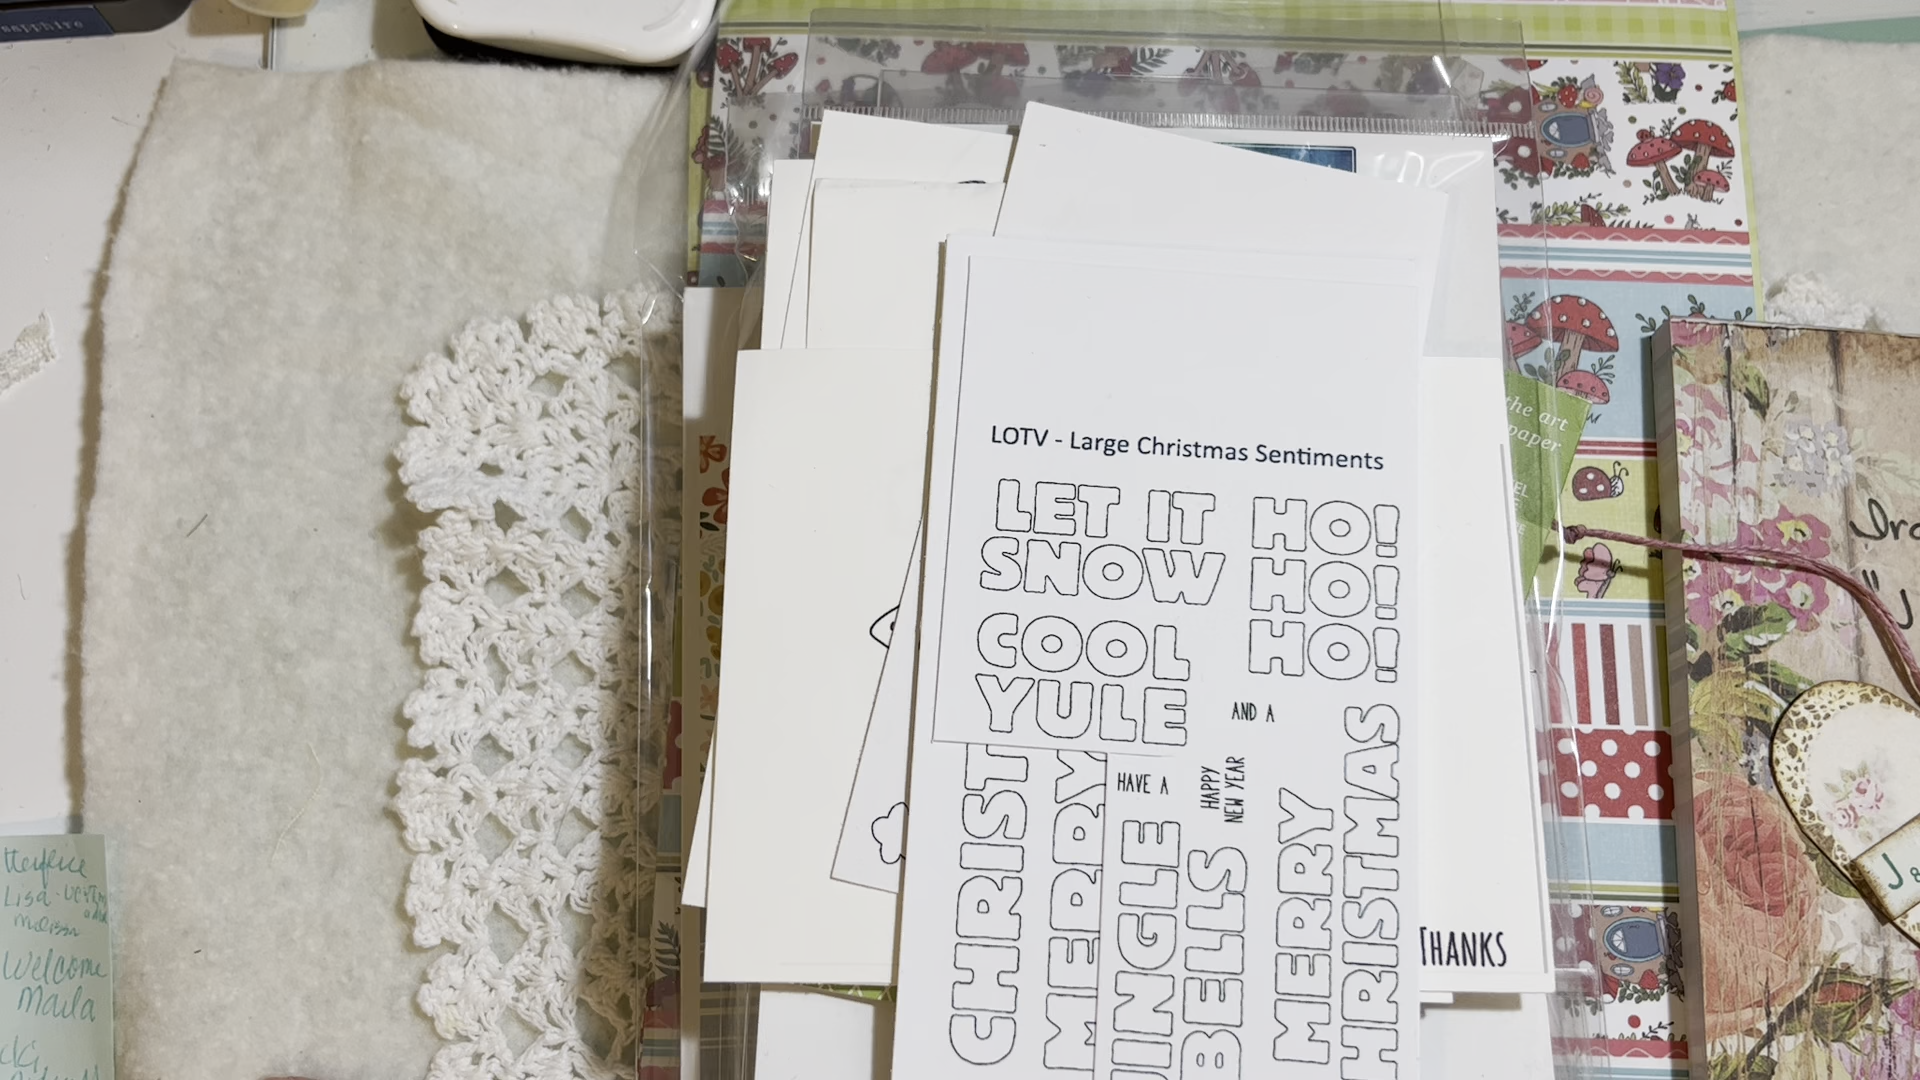 sapphire
LOTV - Large Christmas Sentiments
LET IT
SNOW
HO!
HO!
HO!
COOL
YULE
AND A
HAVE A
HAPPY
NEW YEAR
CHRIST
MERRY
JINGLE
BELLS
MERRY
CHRISTMAS
THANKS
the art
paper
Lisa
Welcome
Maila